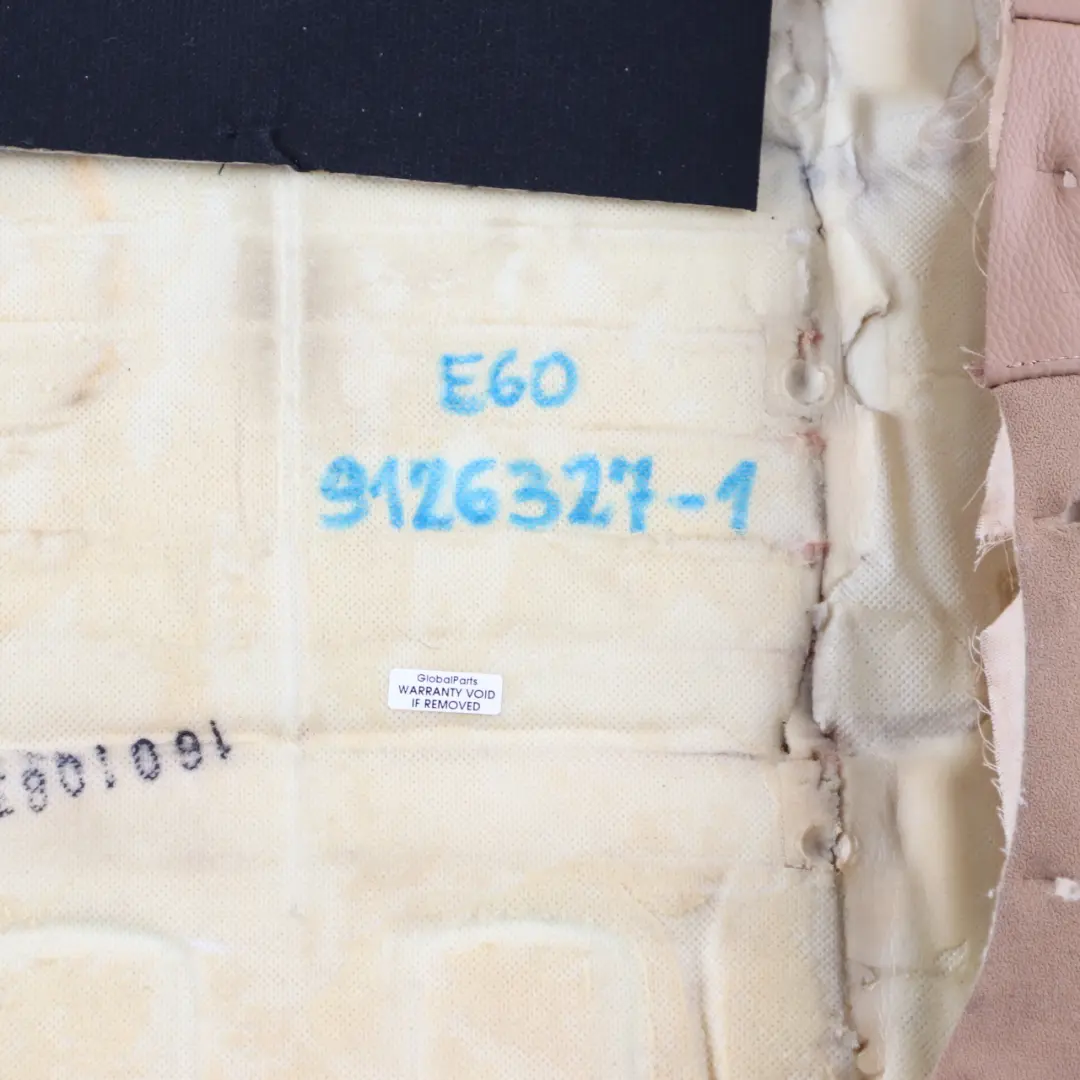 E60
9126327-1
GlobalParts
WARRANTY VOID
IF REMOVED